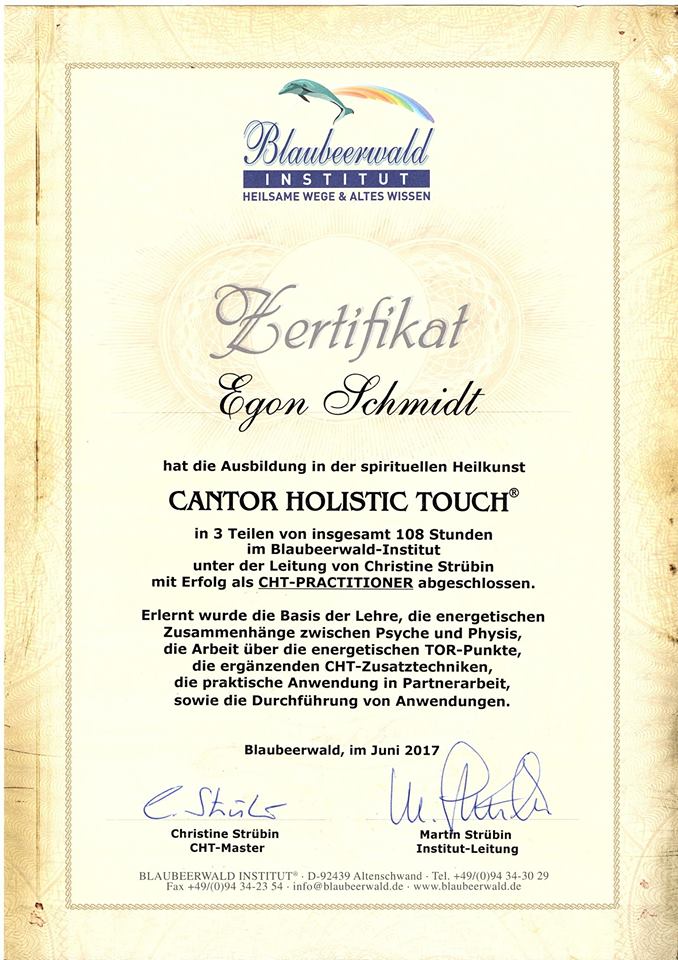 Blaubeerwald
INSTITUT
HEILSAME WEGE & ALTES WISSEN
Zertifikat
Egon Schmidt
hat die Ausbildung in der spirituellen Heilkunst
CANTOR HOLISTIC TOUCH®
in 3 Teilen von insgesamt 108 Stunden
im Blaubeerwald-Institut
unter der Leitung von Christine Strübin
mit Erfolg als CHT-PRACTITIONER abgeschlossen.
Erlernt wurde die Basis der Lehre, die energetischen
Zusammenhänge zwischen Psyche und Physis,
die Arbeit über die energetischen TOR-Punkte,
die ergänzenden CHT-Zusatztechniken,
die praktische Anwendung in Partnerarbeit,
sowie die Durchführung von Anwendungen.
Blaubeerwald, im Juni 2017
C. Strübin
Christine Strübin
CHT-Master
Martin Strübin
Institut-Leitung
BLAUBEERWALD INSTITUT® · D-92439 Altenschwand · Tel. +49/(0)94 34-30 29
Fax +49/(0)94 34-23 54 · info@blaubeerwald.de · www.blaubeerwald.de